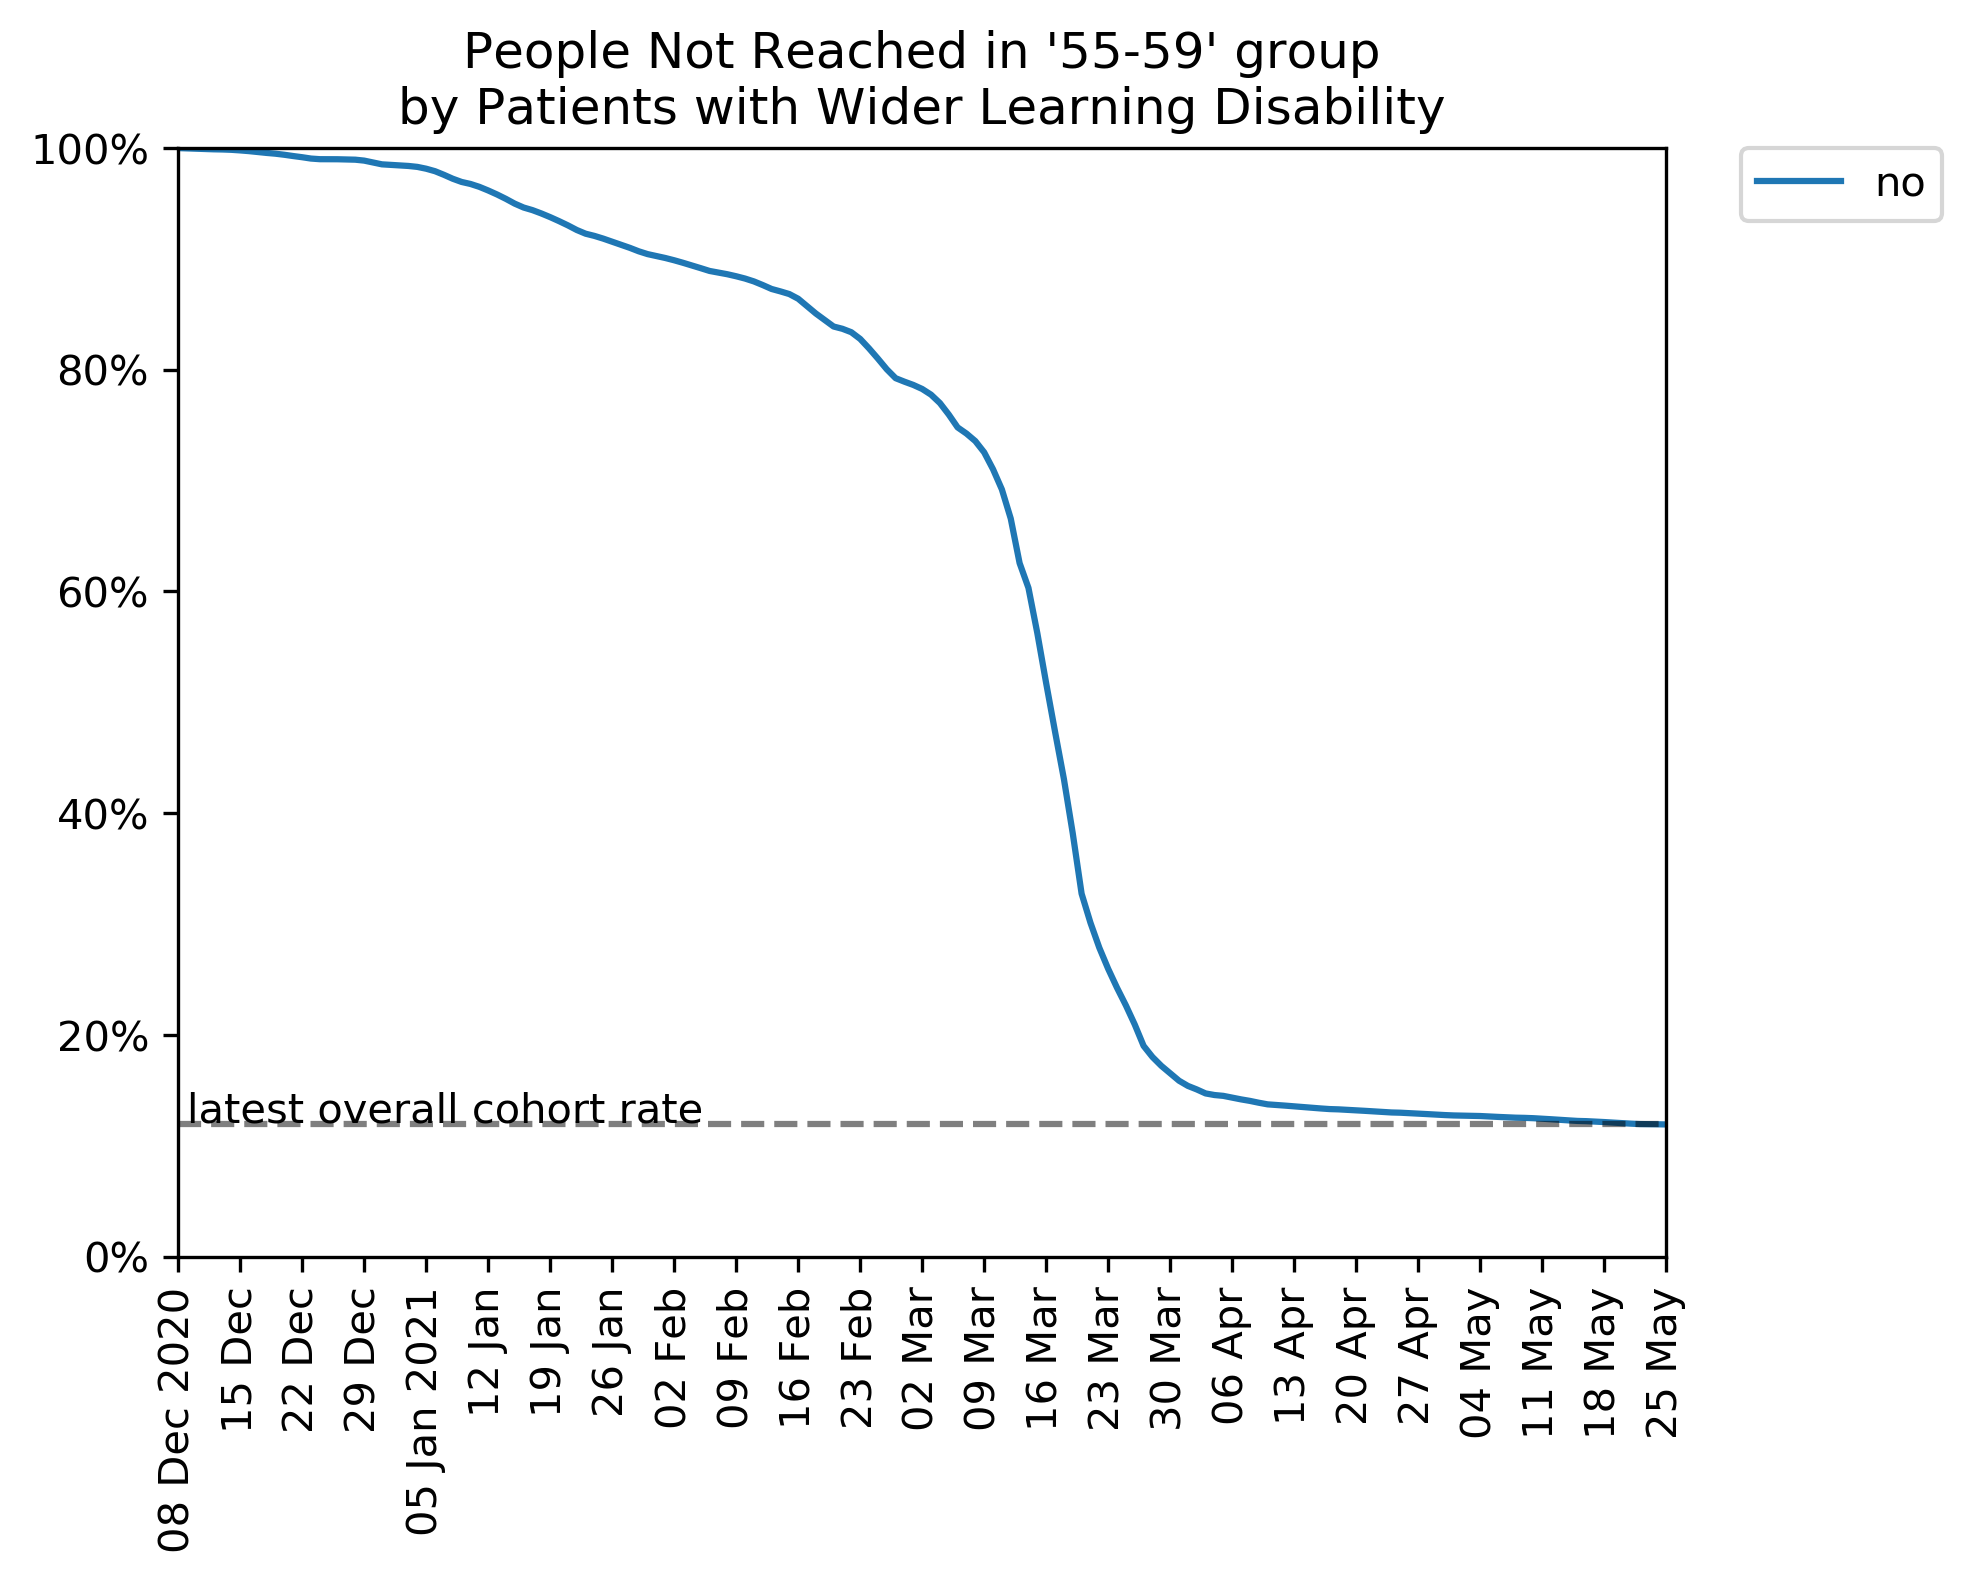 People Not Reached in '55-59' group
by Patients with Wider Learning Disability
100%
80%
60%
40%
20%
0%
no
latest overall cohort rate
08 Dec 2020
15 Dec
22 Dec
29 Dec
05 Jan 2021
12 Jan
19 Jan
26 Jan
02 Feb
09 Feb
16 Feb
23 Feb
02 Mar
09 Mar
16 Mar
23 Mar
30 Mar
06 Apr
13 Apr
20 Apr
27 Apr
04 May
11 May
18 May
25 May